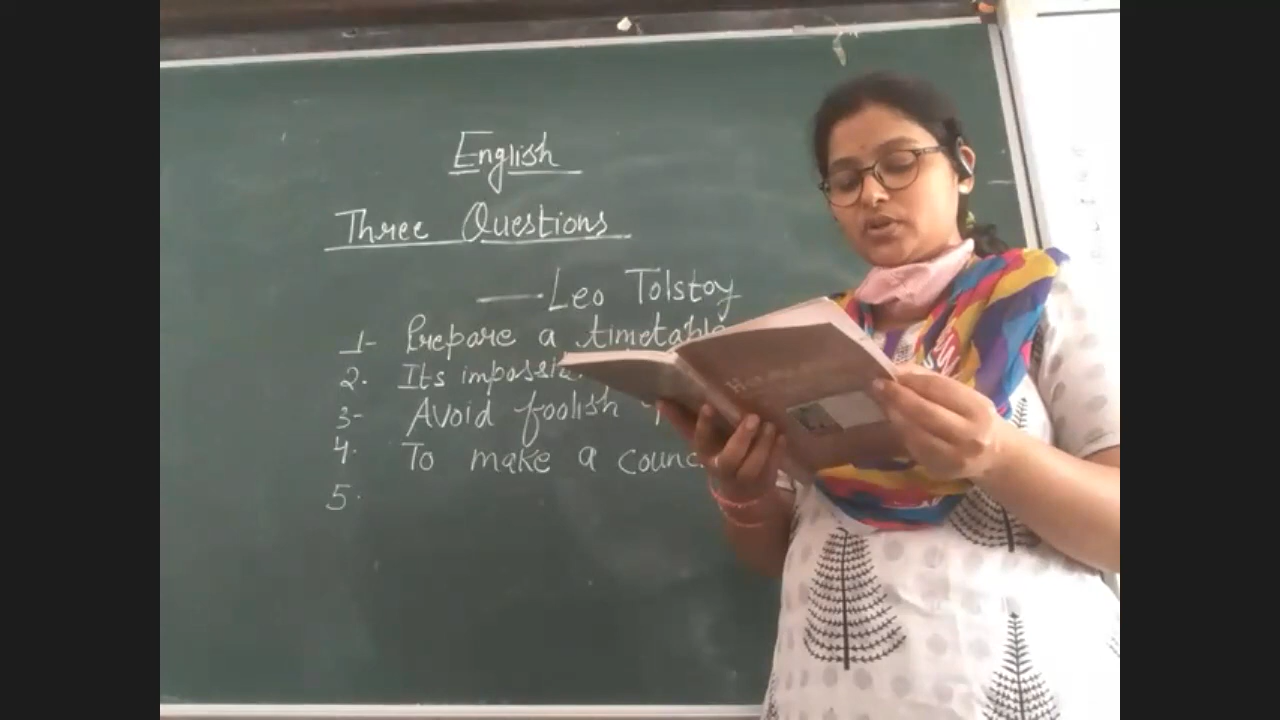 English
Three Questions
— Leo Tolstoy
1- Prepare a timetable
2. Its
3- Avoid foolish
4. To make a
5.